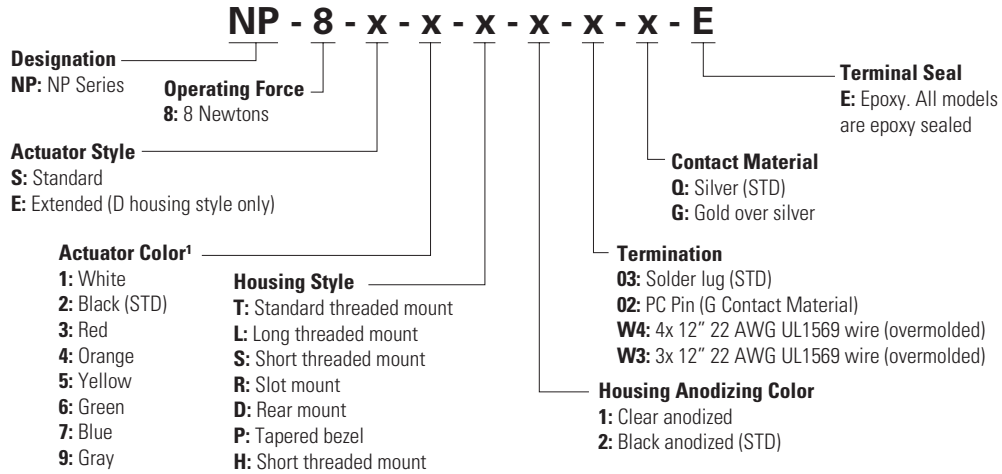 NP - 8 - x - x - x - x - x - x - E
Designation
NP: NP Series
Operating Force
8: 8 Newtons
Actuator Style
S: Standard
E: Extended (D housing style only)
Actuator Color¹
1: White
2: Black (STD)
3: Red
4: Orange
5: Yellow
6: Green
7: Blue
9: Gray
Housing Style
T: Standard threaded mount
L: Long threaded mount
S: Short threaded mount
R: Slot mount
D: Rear mount
P: Tapered bezel
H: Short threaded mount
Housing Anodizing Color
1: Clear anodized
2: Black anodized (STD)
Termination
03: Solder lug (STD)
02: PC Pin (G Contact Material)
W4: 4x 12” 22 AWG UL1569 wire (overmolded)
W3: 3x 12” 22 AWG UL1569 wire (overmolded)
Contact Material
Q: Silver (STD)
G: Gold over silver
Terminal Seal
E: Epoxy. All models
are epoxy sealed